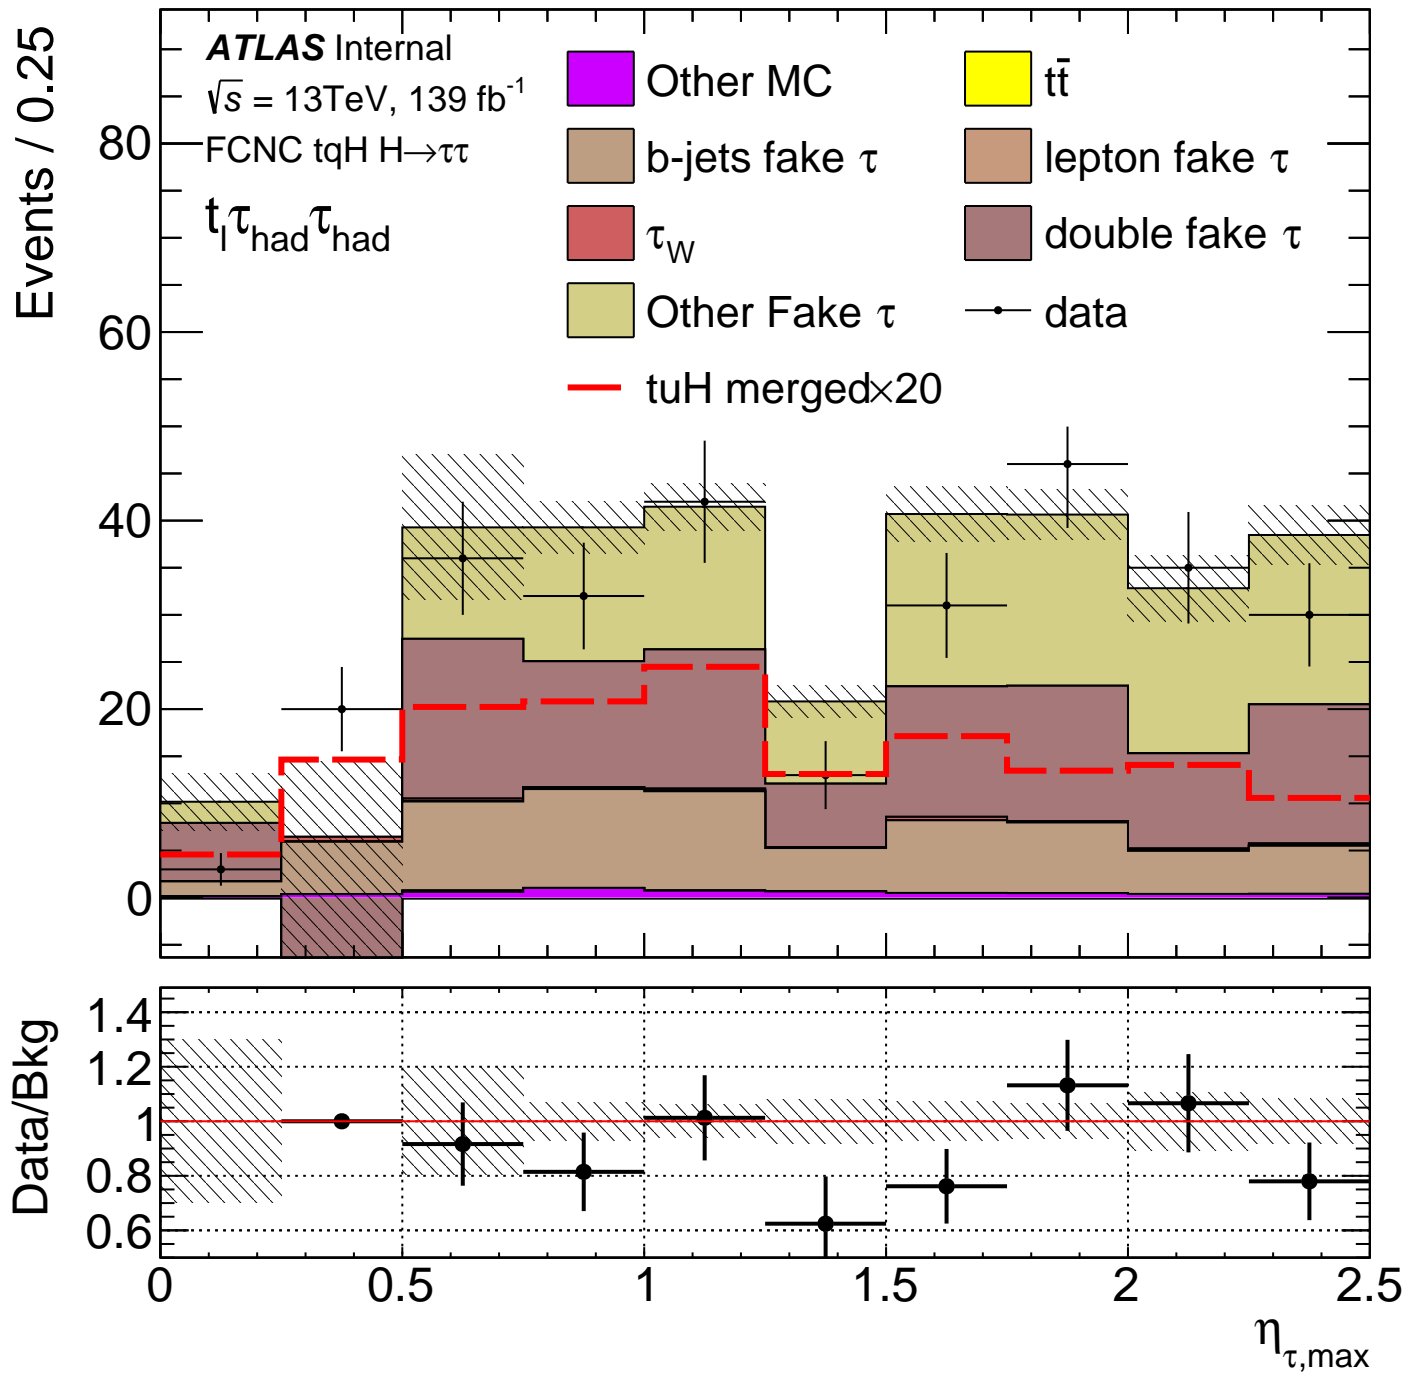 Events / 0.25
ATLAS Internal
√s = 13TeV, 139 fb⁻¹
FCNC tqH H→ττ
tₗτ_had τ_had
Other MC
tt̄
b-jets fake τ
lepton fake τ
τ_W
double fake τ
Other Fake τ
data
tuH merged×20
80
60
40
20
0
Data/Bkg
1.4
1.2
1
0.8
0.6
0 0.5 1 1.5 2 2.5
η_τ,max